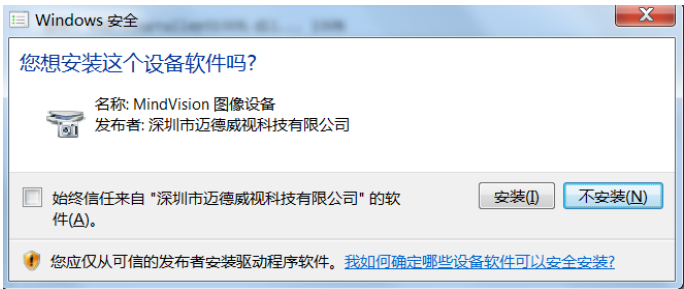 Windows 安全
您想安装这个设备软件吗?
名称: MindVision 图像设备
发布者: 深圳市迈德威视科技有限公司
始终信任来自 "深圳市迈德威视科技有限公司" 的软
件(A)。
安装(I)
不安装(N)
您应仅从可信的发布者安装驱动程序软件。我如何确定哪些设备软件可以安全安装?